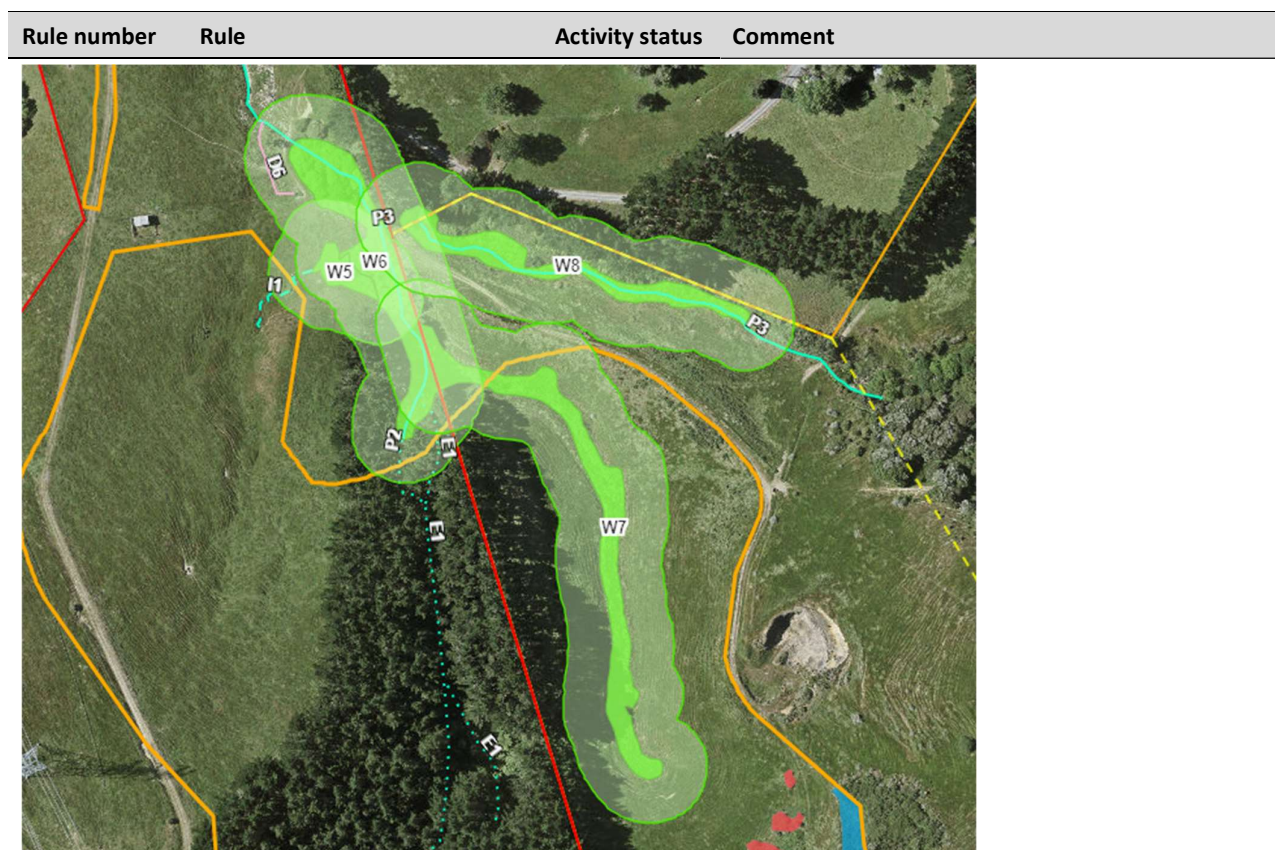 Rule number Rule Activity status Comment
D6
P3
W5 W6 W8
I1
P3
P2
E1
E1
W7
E1